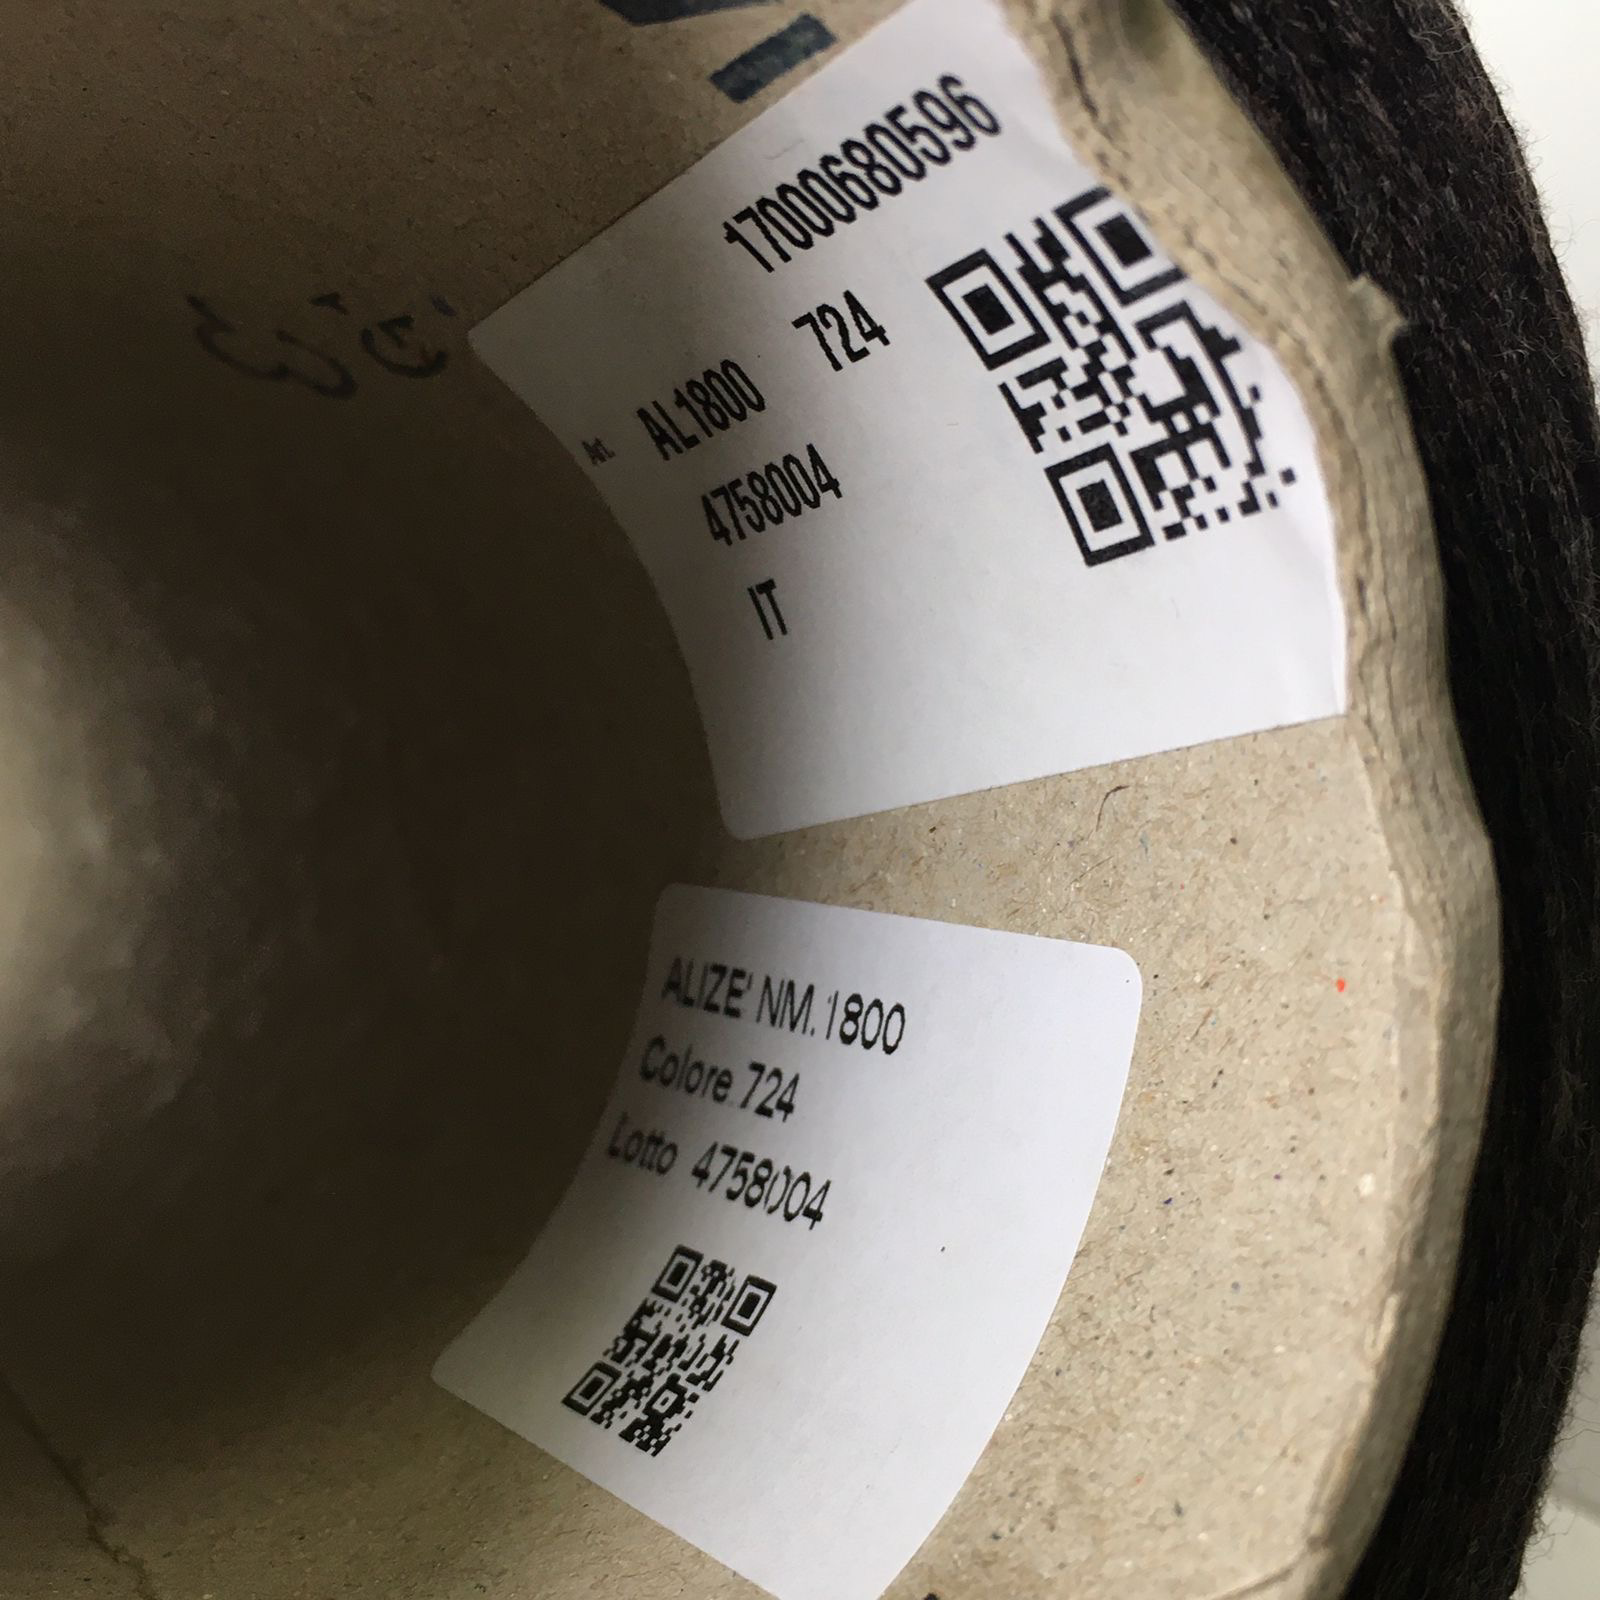 17000680596
Art. AL1800 724
4758004
IT
ALIZE' NM.1800
Colore 724
Lotto 4758004